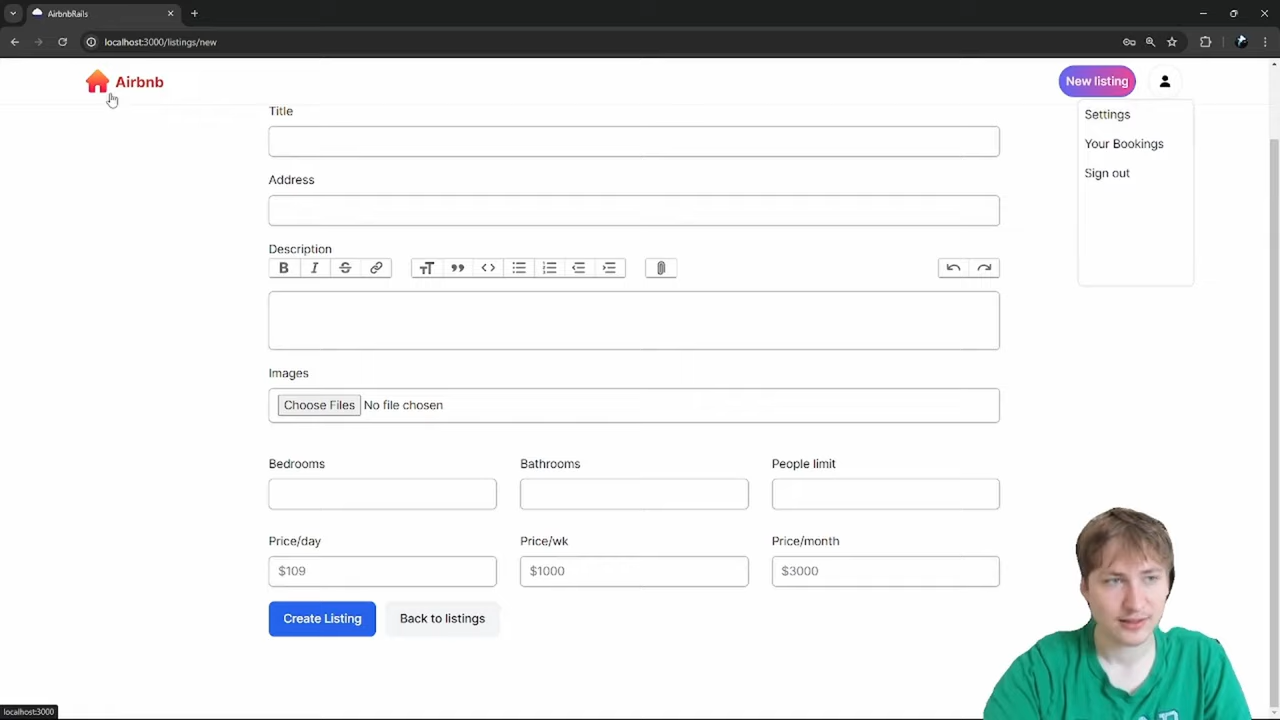 AirbnbRails
localhost:3000/listings/new
Airbnb
New listing
Settings
Your Bookings
Sign out
Title
Address
Description
Images
Choose Files No file chosen
Bedrooms
Bathrooms
People limit
Price/day
Price/wk
Price/month
$109
$1000
$3000
Create Listing
Back to listings
localhost:3000